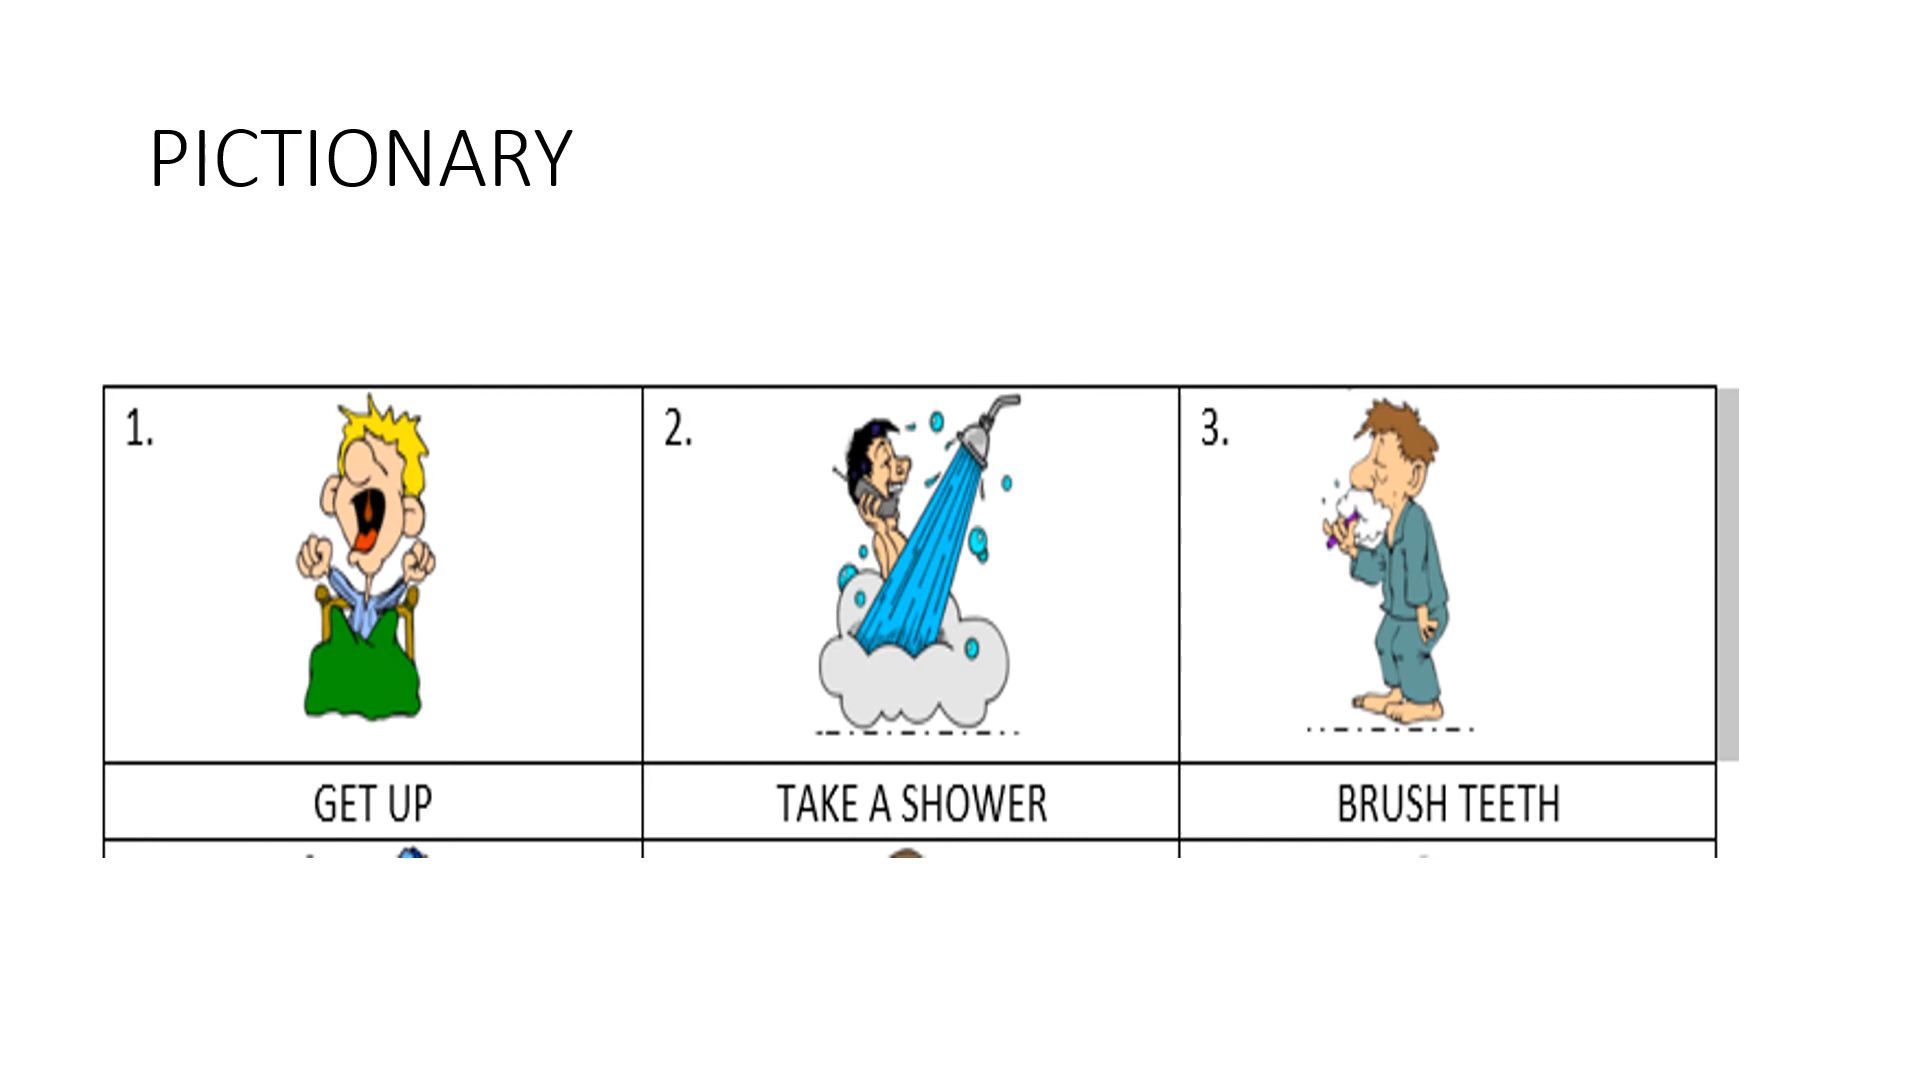 PICTIONARY
1.
2.
3.
GET UP
TAKE A SHOWER
BRUSH TEETH